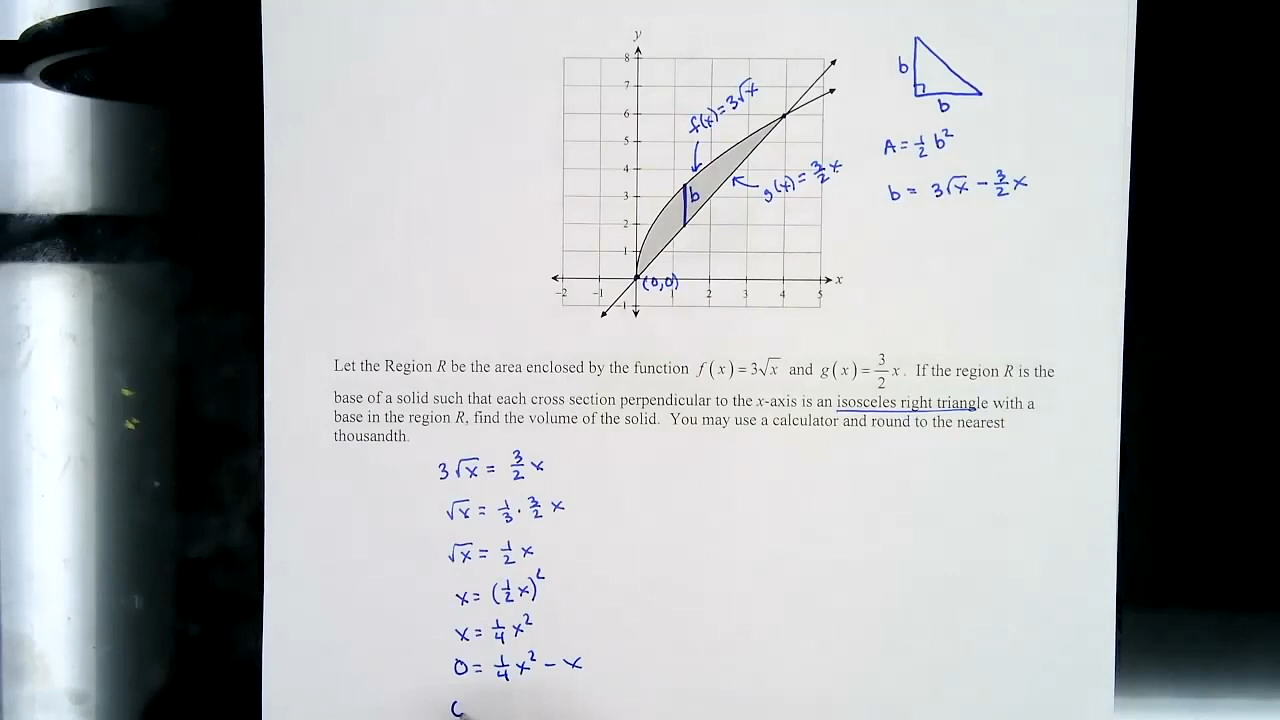 y
8
7
6
5
4
3
2
1
-1
-2 -1 2 3 4 5 x
f(x)=3√x
g(x)=3/2 x
b
(0,0)
b
b
A = 1/2 b²
b = 3√x - 3/2 x
Let the Region R be the area enclosed by the function f(x)=3√x and g(x)=3/2 x. If the region R is the
base of a solid such that each cross section perpendicular to the x-axis is an isosceles right triangle with a
base in the region R, find the volume of the solid. You may use a calculator and round to the nearest
thousandth.
3√x = 3/2 x
√x = 1/3 · 3/2 x
√x = 1/2 x
x = (1/2 x)²
x = 1/4 x²
0 = 1/4 x² - x